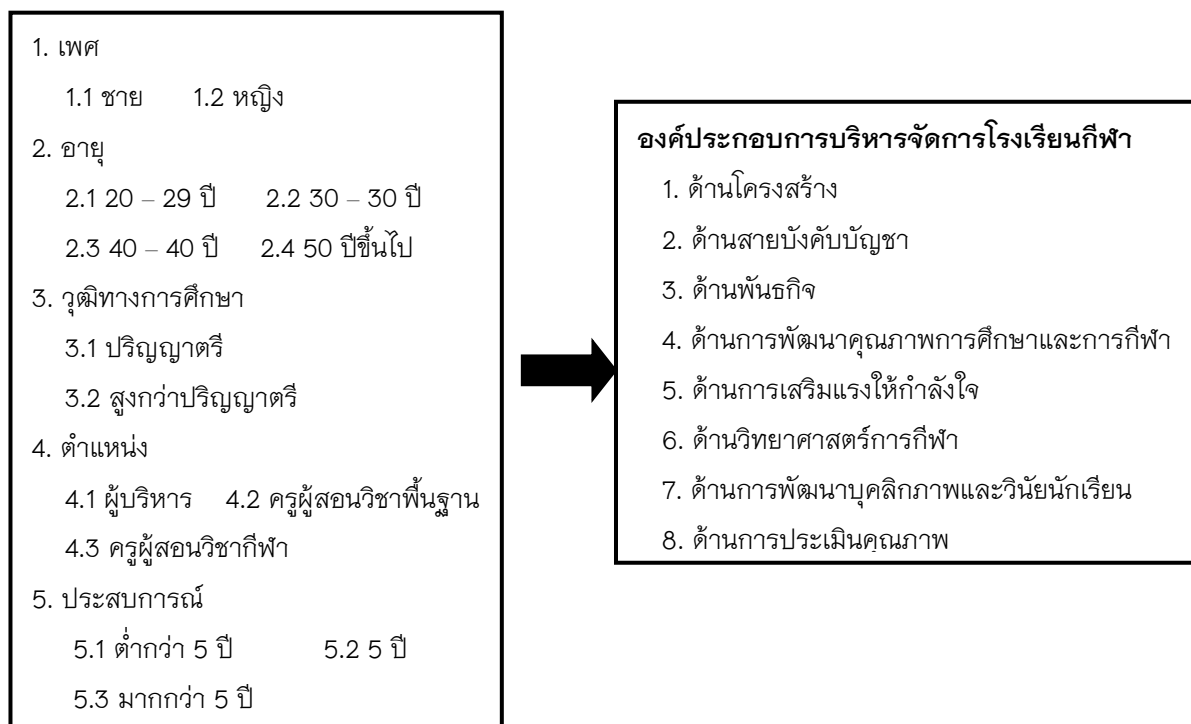 1. เพศ
1.1 ชาย 1.2 หญิง
2. อายุ
2.1 20 – 29 ปี 2.2 30 – 30 ปี
2.3 40 – 40 ปี 2.4 50 ปีขึ้นไป
3. วุฒิทางการศึกษา
3.1 ปริญญาตรี
3.2 สูงกว่าปริญญาตรี
4. ตำแหน่ง
4.1 ผู้บริหาร 4.2 ครูผู้สอนวิชาพื้นฐาน
4.3 ครูผู้สอนวิชากีฬา
5. ประสบการณ์
5.1 ต่ำกว่า 5 ปี 5.2 5 ปี
5.3 มากกว่า 5 ปี
องค์ประกอบการบริหารจัดการโรงเรียนกีฬา
1. ด้านโครงสร้าง
2. ด้านสายบังคับบัญชา
3. ด้านพันธกิจ
4. ด้านการพัฒนาคุณภาพการศึกษาและการกีฬา
5. ด้านการเสริมแรงให้กำลังใจ
6. ด้านวิทยาศาสตร์การกีฬา
7. ด้านการพัฒนาบุคลิกภาพและวินัยนักเรียน
8. ด้านการประเมินคุณภาพ